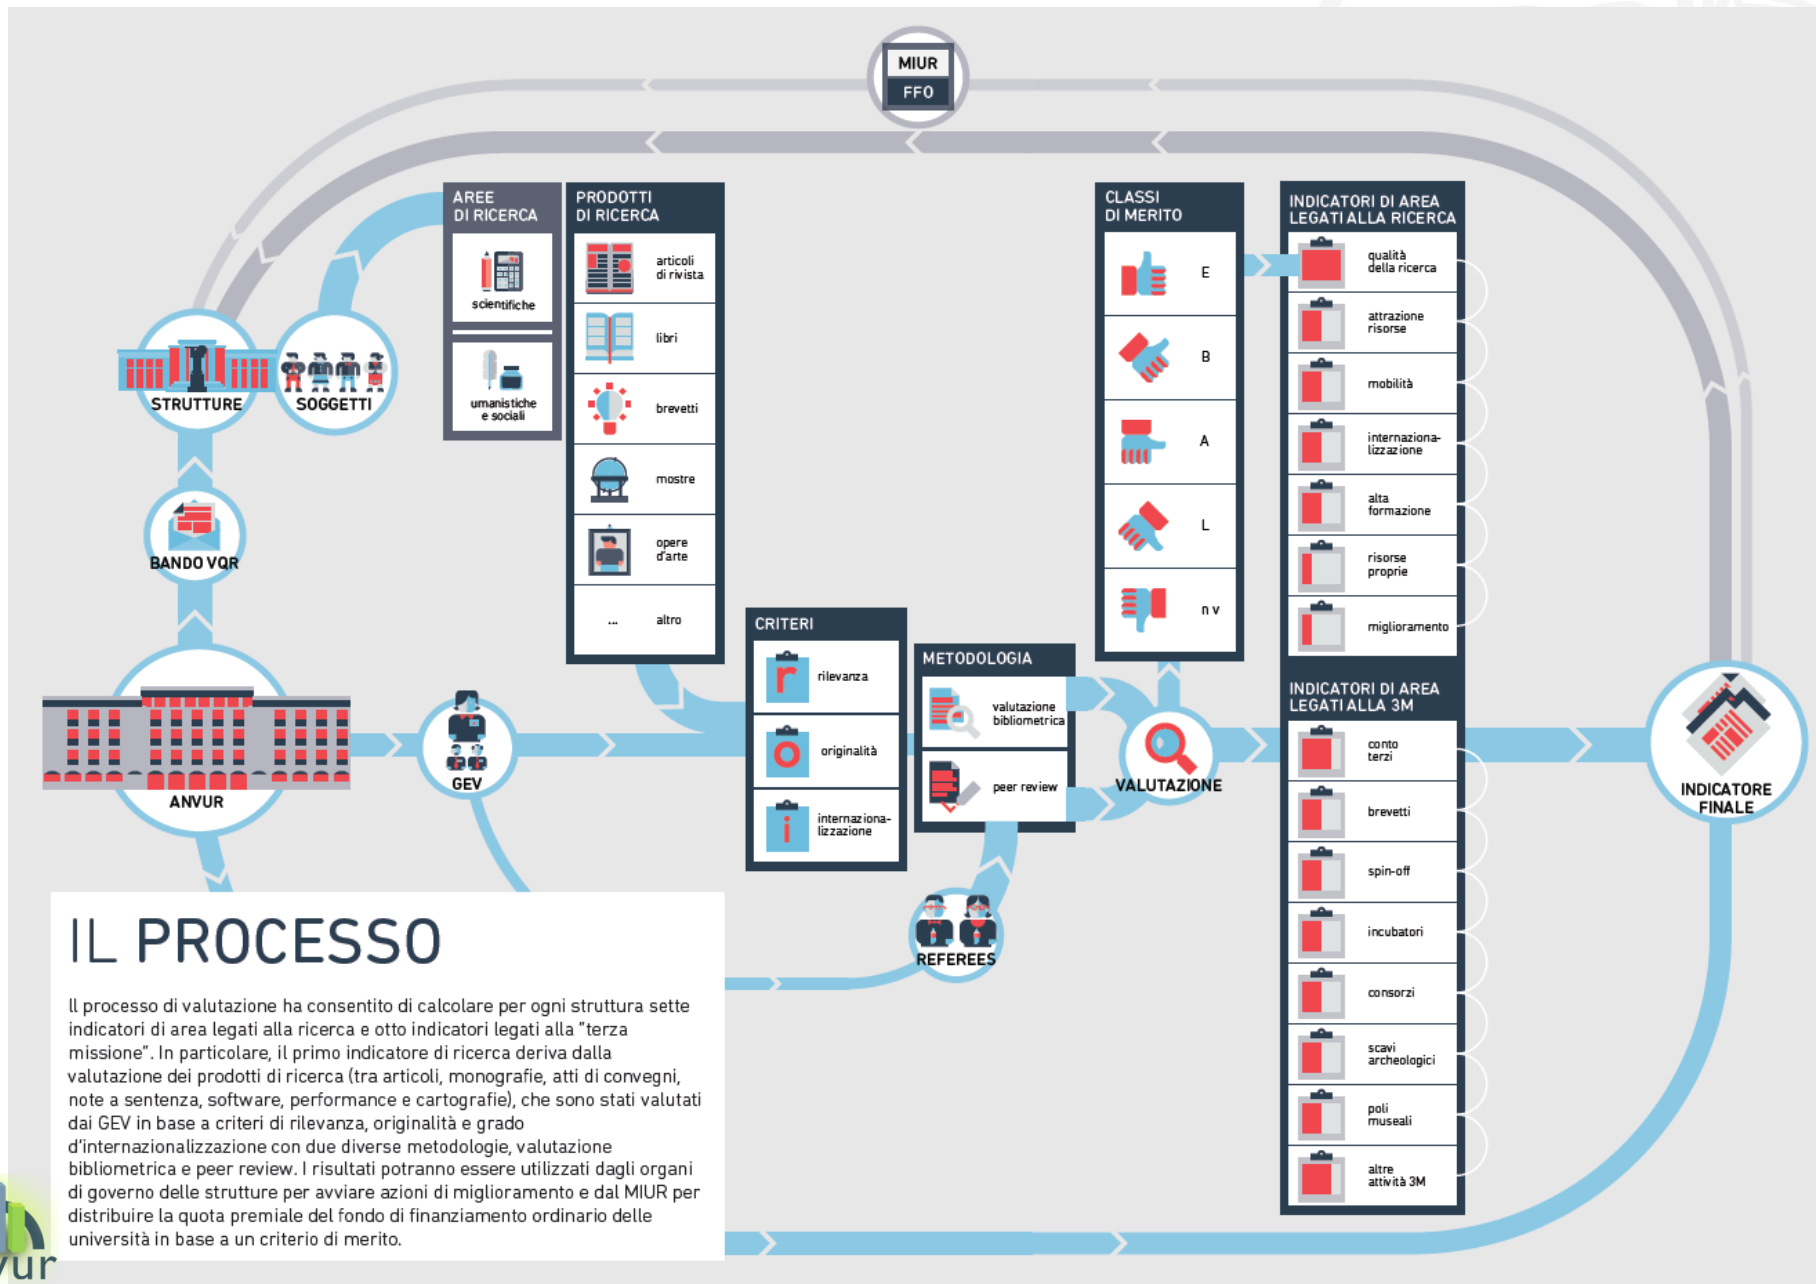 MIUR
FFO
AREE
DI RICERCA
scientifiche
umanistiche
e sociali
PRODOTTI
DI RICERCA
articoli
di rivista
libri
brevetti
mostre
opere
d'arte
...
altro
STRUTTURE
SOGGETTI
BANDO VQR
ANVUR
GEV
CRITERI
r
rilevanza
o
originalità
i
internaziona-
lizzazione
METODOLOGIA
valutazione
bibliometrica
peer review
REFEREES
VALUTAZIONE
CLASSI
DI MERITO
E
B
A
L
n v
INDICATORI DI AREA
LEGATI ALLA RICERCA
qualità
della ricerca
attrazione
risorse
mobilità
internaziona-
lizzazione
alta
formazione
risorse
proprie
miglioramento
INDICATORI DI AREA
LEGATI ALLA 3M
conto
terzi
brevetti
spin-off
incubatori
consorzi
scavi
archeologici
poli
museali
altre
attività 3M
INDICATORE
FINALE
IL PROCESSO
Il processo di valutazione ha consentito di calcolare per ogni struttura sette
indicatori di area legati alla ricerca e otto indicatori legati alla "terza
missione". In particolare, il primo indicatore di ricerca deriva dalla
valutazione dei prodotti di ricerca (tra articoli, monografie, atti di convegni,
note a sentenza, software, performance e cartografie), che sono stati valutati
dai GEV in base a criteri di rilevanza, originalità e grado
d'internazionalizzazione con due diverse metodologie, valutazione
bibliometrica e peer review. I risultati potranno essere utilizzati dagli organi
di governo delle strutture per avviare azioni di miglioramento e dal MIUR per
distribuire la quota premiale del fondo di finanziamento ordinario delle
università in base a un criterio di merito.